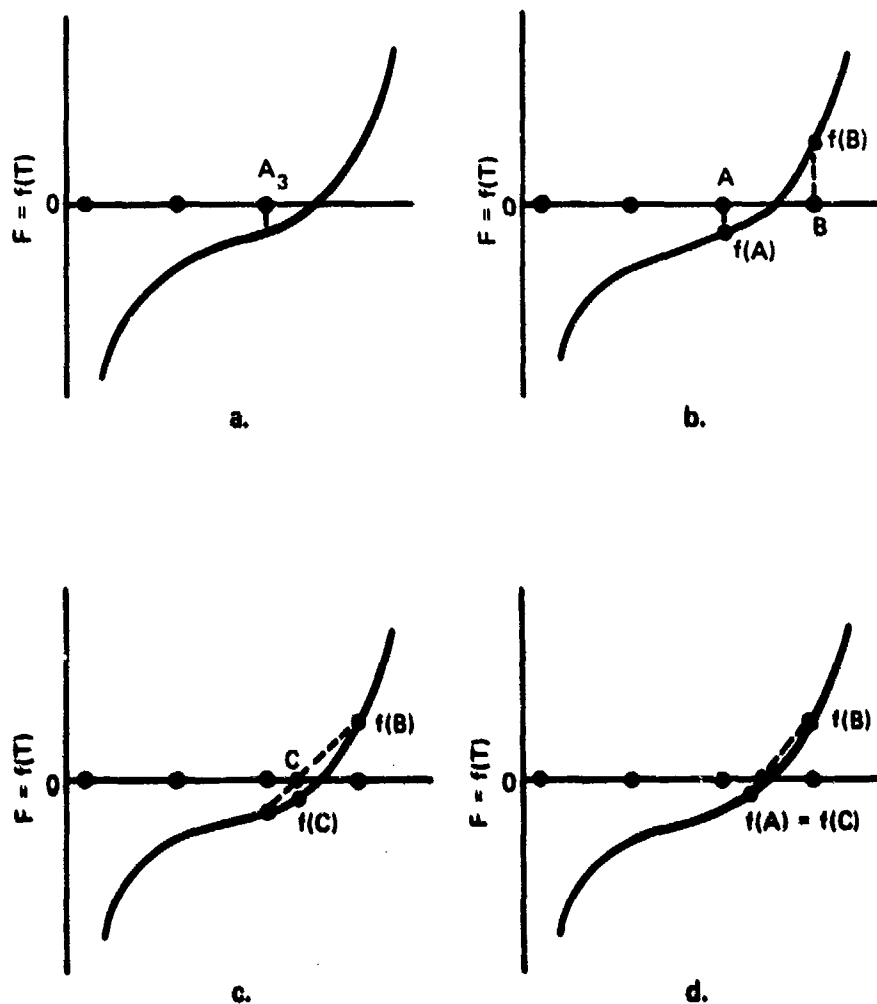 F = f(T)
0
A3
a.
F = f(T)
0
A
B
f(A)
f(B)
b.
F = f(T)
0
C
f(B)
f(C)
c.
F = f(T)
0
f(B)
f(A) = f(C)
d.